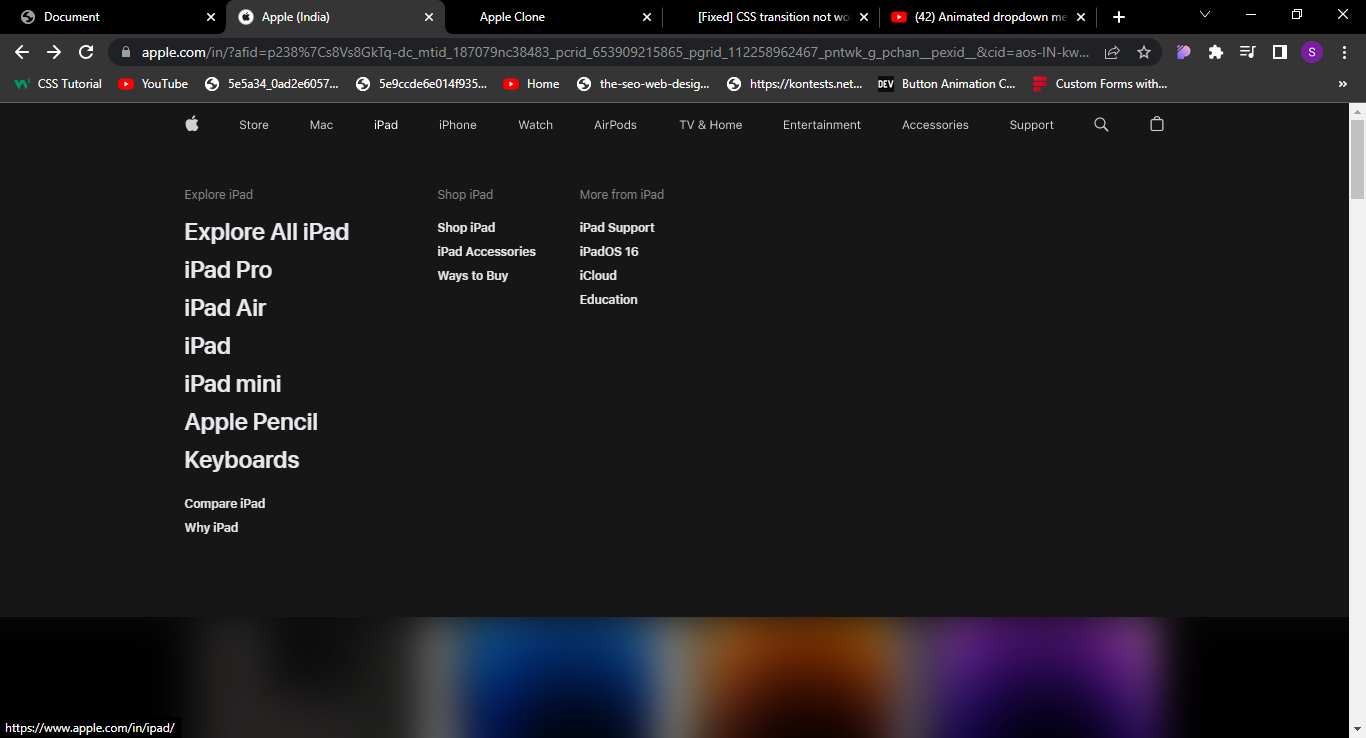 Document
Apple (India)
Apple Clone
[Fixed] CSS transition not wo
(42) Animated dropdown me
apple.com/in/?afid=p238%7Cs8Vs8GkTq-dc_mtid_187079nc38483_pcrid_653909215865_pgrid_112258962467_pntwk_g_pchan__pexid__&cid=aos-IN-kw...
S
CSS Tutorial
YouTube
5e5a34_0ad2e6057...
5e9ccde6e014f935...
Home
the-seo-web-desig...
https://kontests.net...
DEV
Button Animation C...
Custom Forms with...
»
Store
Mac
iPad
iPhone
Watch
AirPods
TV & Home
Entertainment
Accessories
Support
Explore iPad
Explore All iPad
iPad Pro
iPad Air
iPad
iPad mini
Apple Pencil
Keyboards
Compare iPad
Why iPad
Shop iPad
Shop iPad
iPad Accessories
Ways to Buy
More from iPad
iPad Support
iPadOS 16
iCloud
Education
https://www.apple.com/in/ipad/